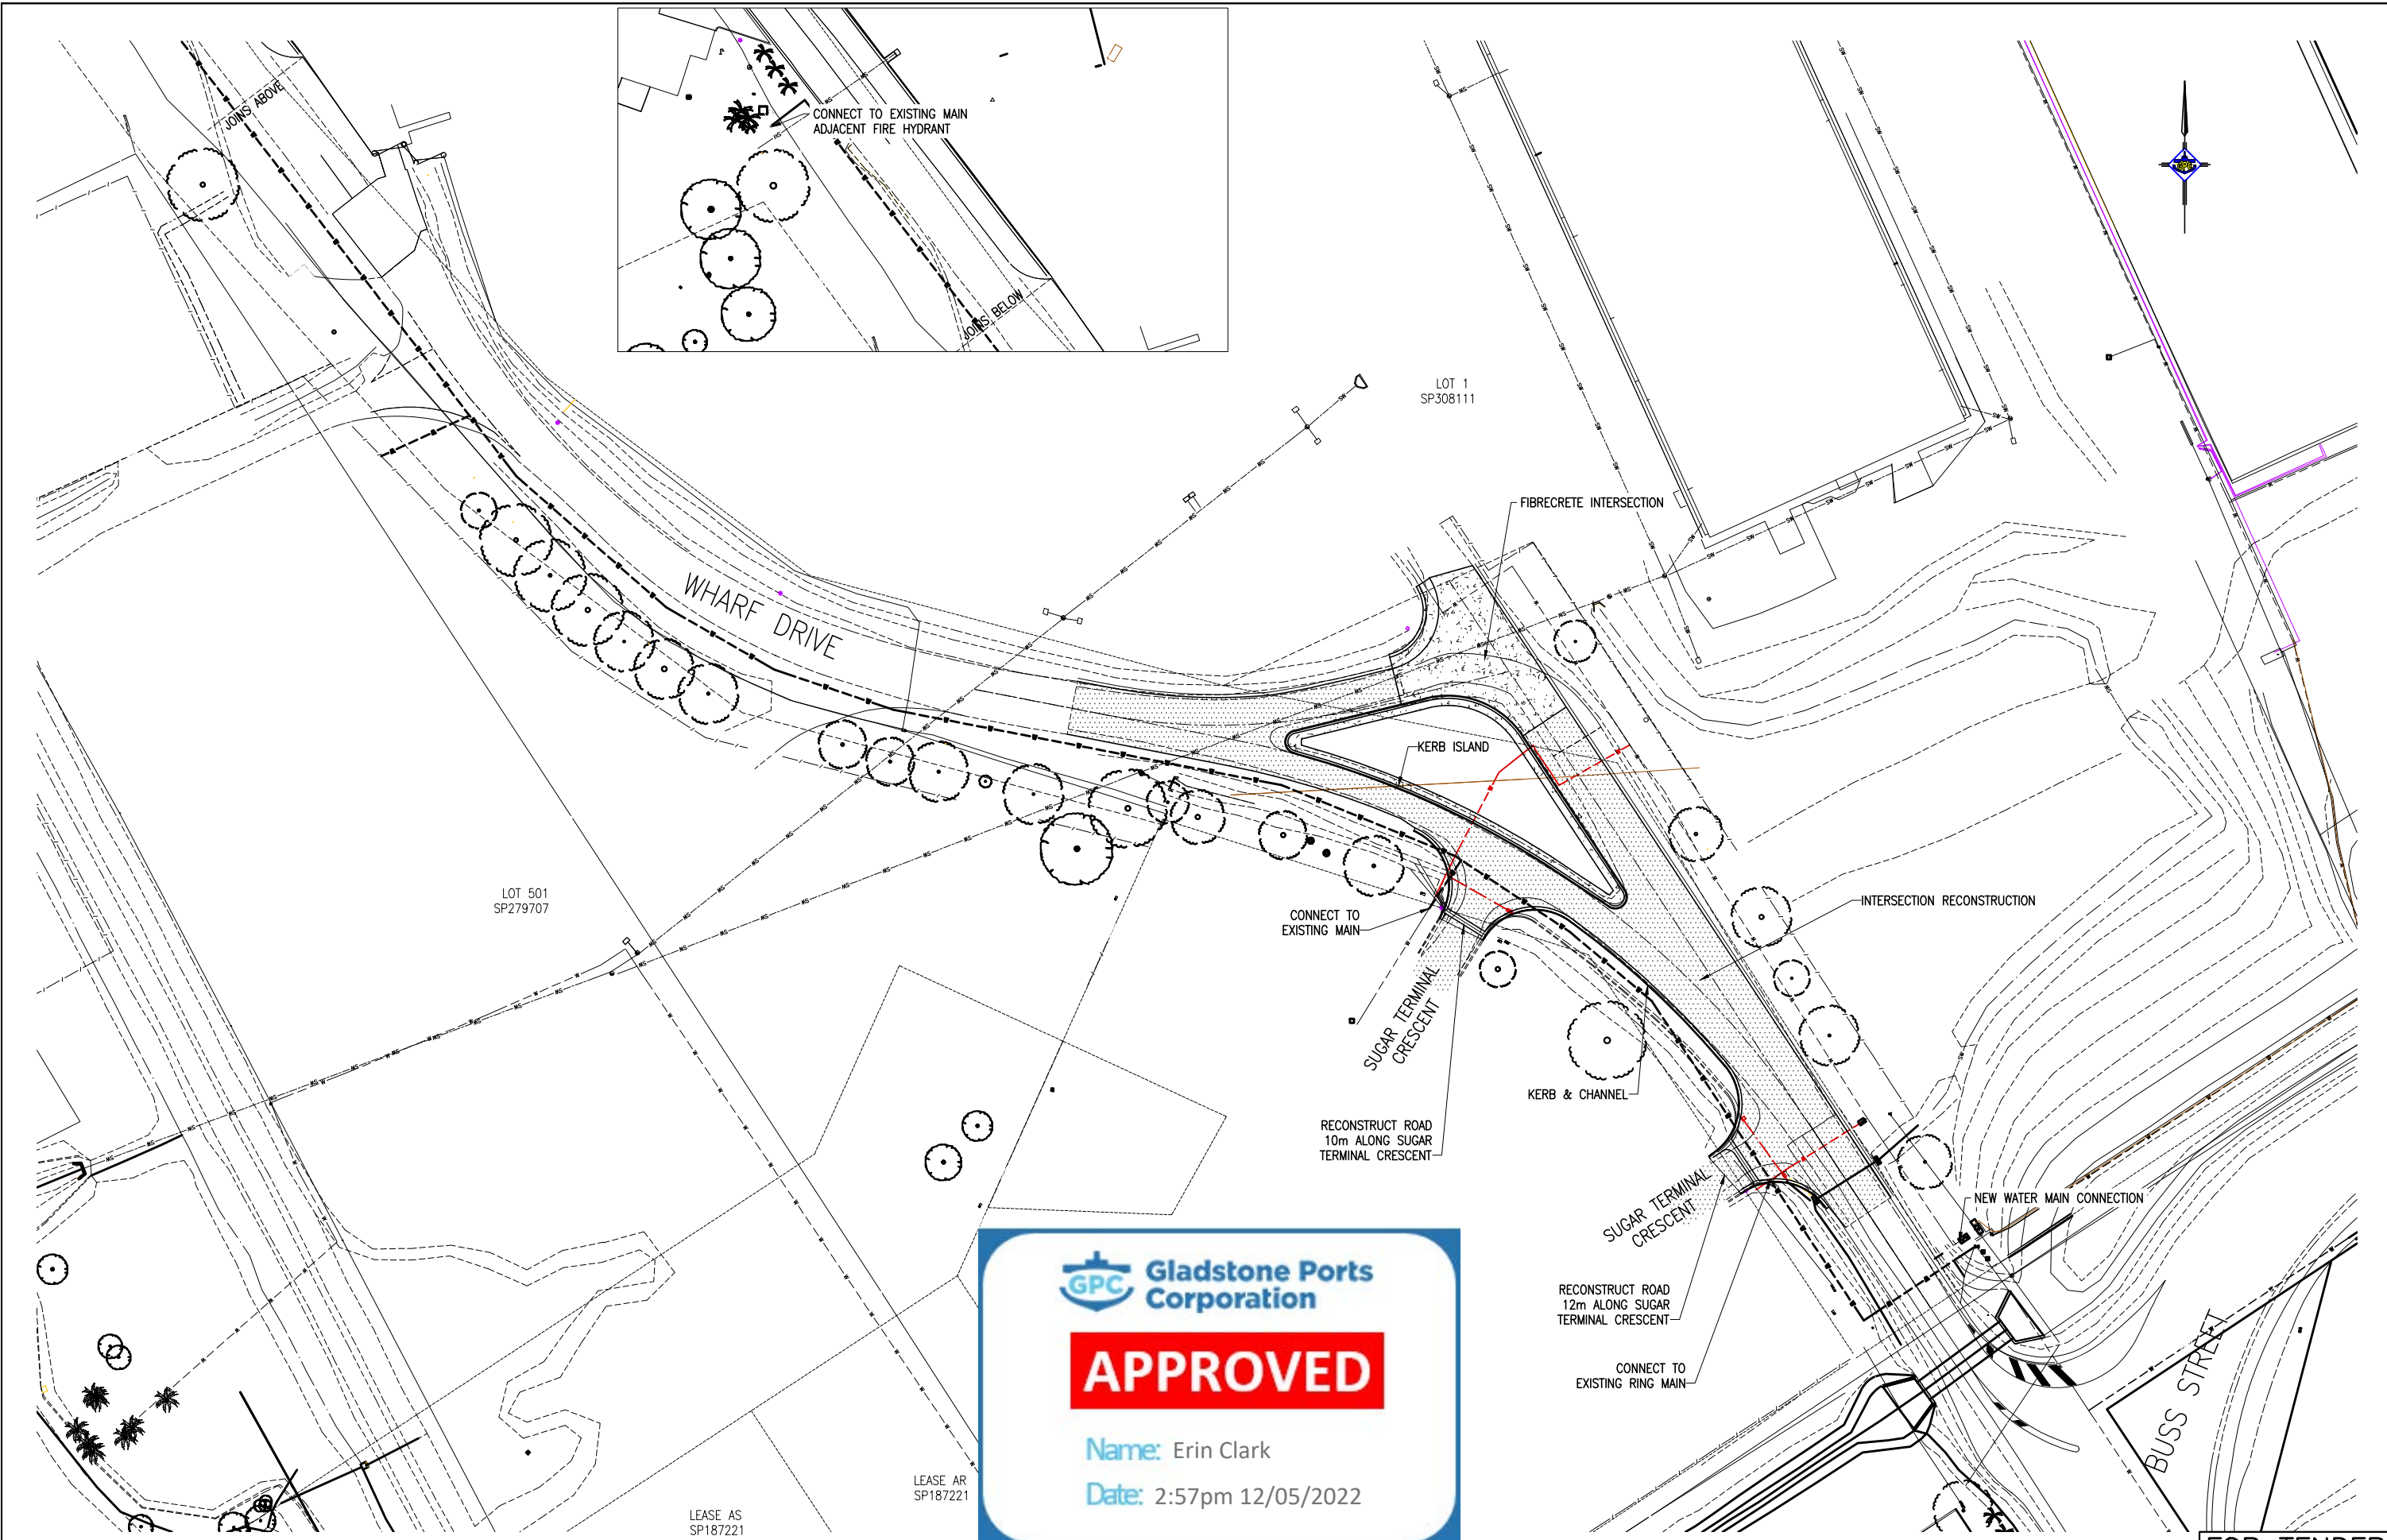 JOINS ABOVE
CONNECT TO EXISTING MAIN
ADJACENT FIRE HYDRANT
JOINS BELOW
LOT 1
SP308111
FIBRECRETE INTERSECTION
WHARF DRIVE
KERB ISLAND
LOT 501
SP279707
CONNECT TO
EXISTING MAIN
INTERSECTION RECONSTRUCTION
SUGAR TERMINAL
CRESCENT
KERB & CHANNEL
RECONSTRUCT ROAD
10m ALONG SUGAR
TERMINAL CRESCENT
SUGAR TERMINAL
CRESCENT
NEW WATER MAIN CONNECTION
RECONSTRUCT ROAD
12m ALONG SUGAR
TERMINAL CRESCENT
CONNECT TO
EXISTING RING MAIN
BUSS STREET
GPC
Gladstone Ports
Corporation
APPROVED
Name: Erin Clark
Date: 2:57pm 12/05/2022
LEASE AR
SP187221
LEASE AS
SP187221
FOR TENDER